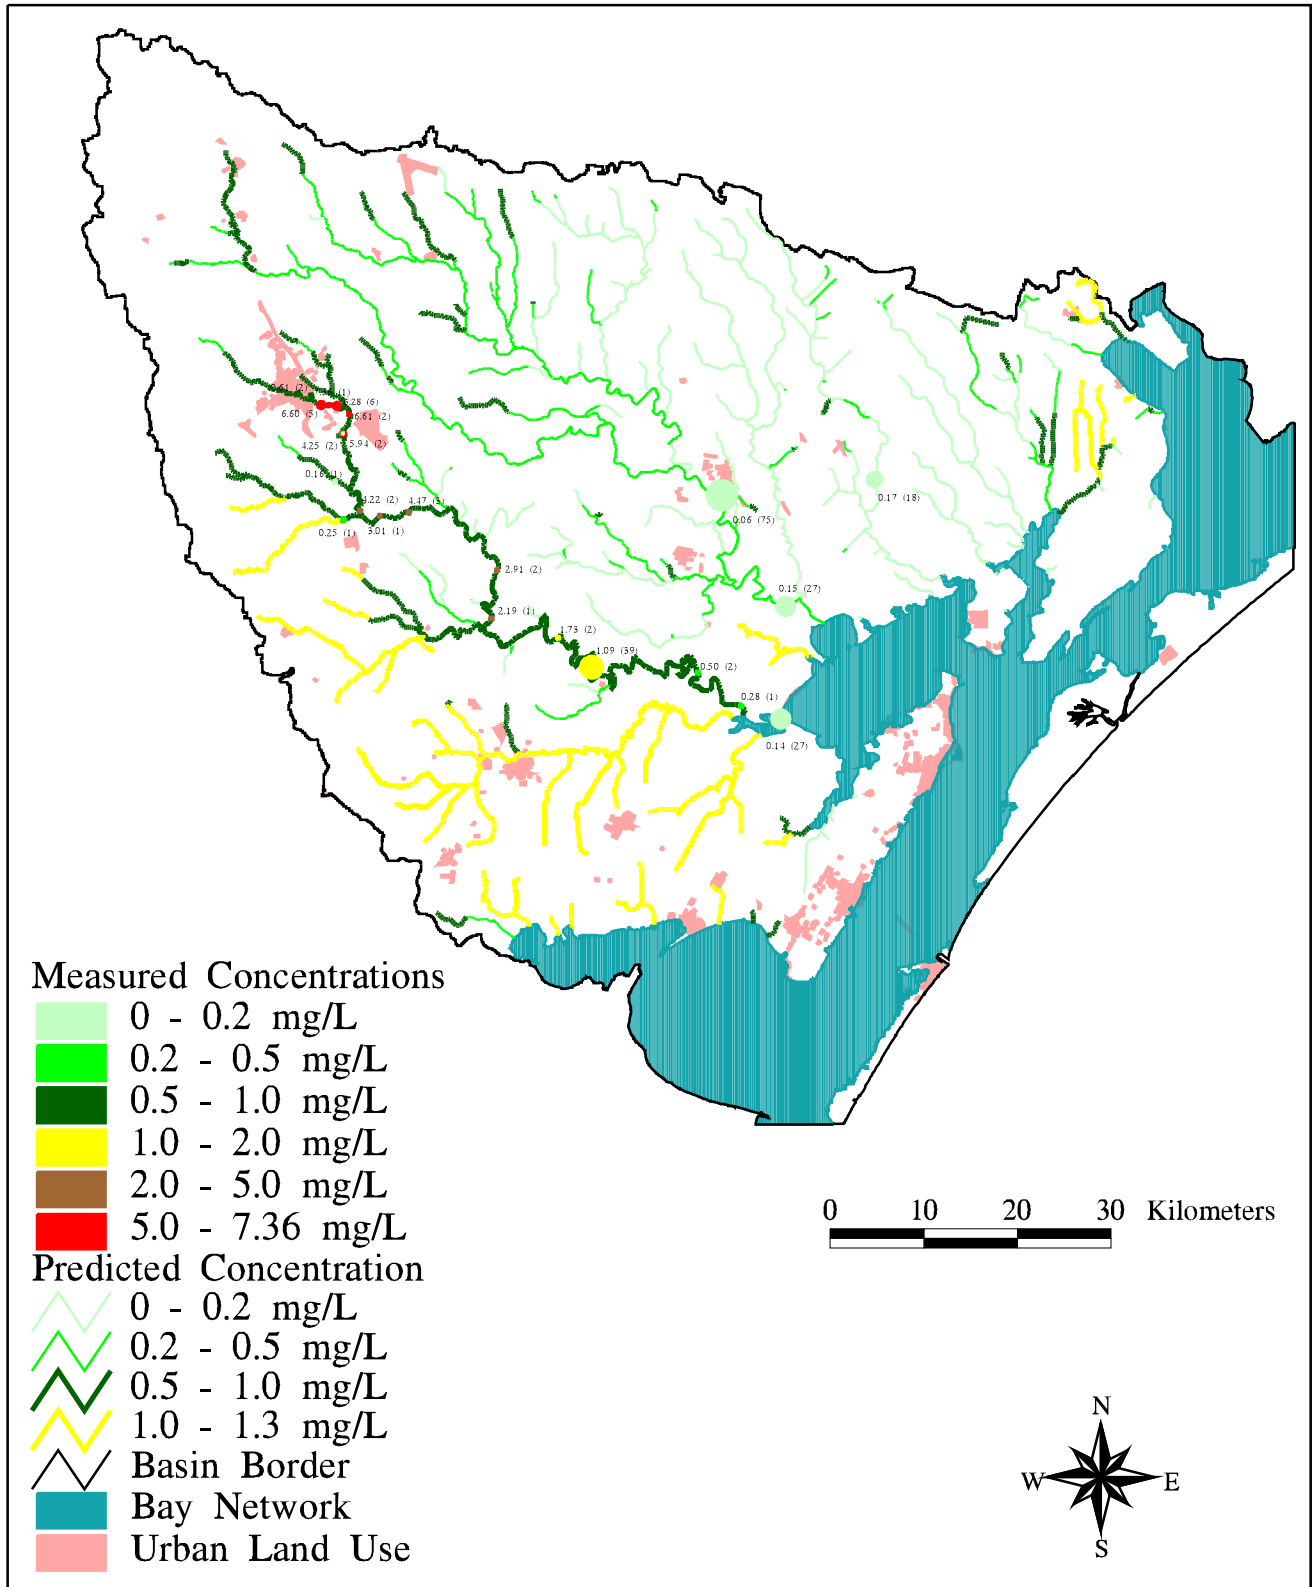 6.60 (5)
6.61 (2)
4.25 (2)
5.94 (2)
4.22 (2)
4.47 (3)
0.25 (1)
3.01 (1)
2.91 (2)
2.19 (1)
1.73 (2)
1.09 (39)
0.50 (2)
0.28 (1)
0.14 (27)
0.06 (75)
0.17 (18)
0.15 (27)
Measured Concentrations
0 - 0.2 mg/L
0.2 - 0.5 mg/L
0.5 - 1.0 mg/L
1.0 - 2.0 mg/L
2.0 - 5.0 mg/L
5.0 - 7.36 mg/L
Predicted Concentration
0 - 0.2 mg/L
0.2 - 0.5 mg/L
0.5 - 1.0 mg/L
1.0 - 1.3 mg/L
Basin Border
Bay Network
Urban Land Use
0 10 20 30 Kilometers
N
W E
S